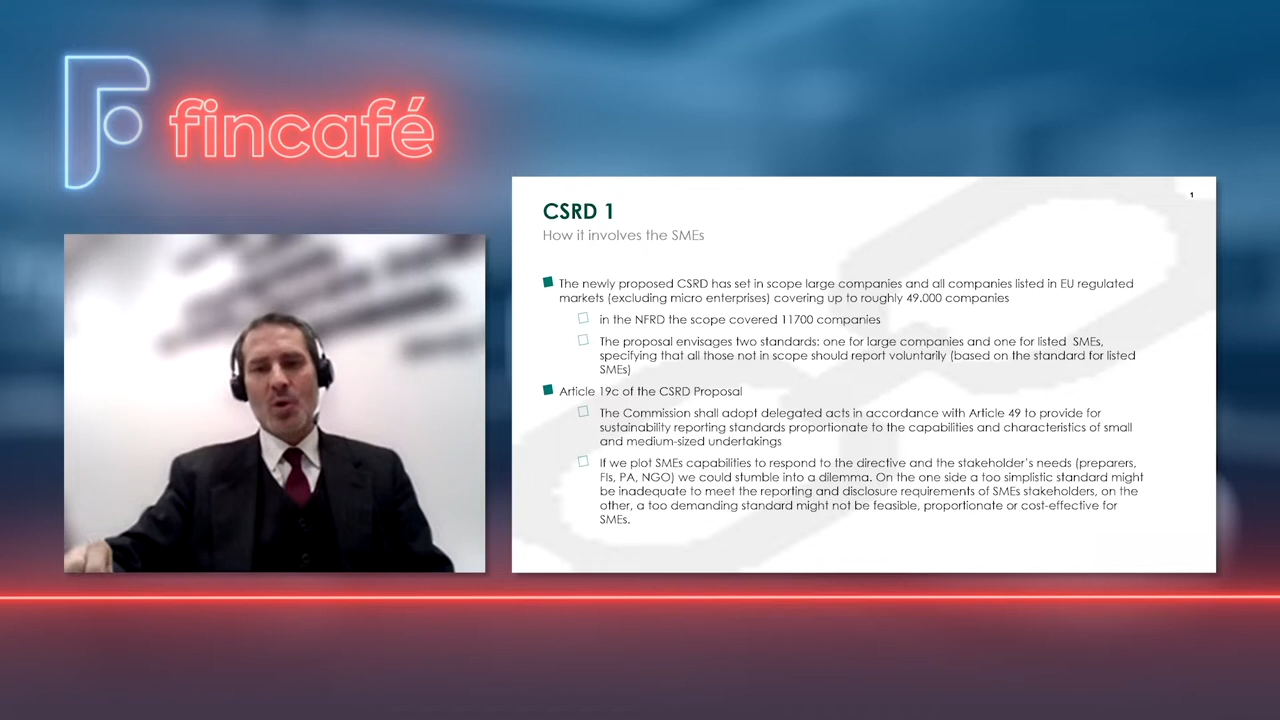 fincafé
1
CSRD 1
How it involves the SMEs
The newly proposed CSRD has set in scope large companies and all companies listed in EU regulated
markets (excluding micro enterprises) covering up to roughly 49.000 companies
in the NFRD the scope covered 11700 companies
The proposal envisages two standards: one for large companies and one for listed SMEs,
specifying that all those not in scope should report voluntarily (based on the standard for listed
SMEs)
Article 19c of the CSRD Proposal
The Commission shall adopt delegated acts in accordance with Article 49 to provide for
sustainability reporting standards proportionate to the capabilities and characteristics of small
and medium-sized undertakings
If we plot SMEs capabilities to respond to the directive and the stakeholder's needs (preparers,
FIs, PA, NGO) we could stumble into a dilemma. On the one side a too simplistic standard might
be inadequate to meet the reporting and disclosure requirements of SMEs stakeholders, on the
other, a too demanding standard might not be feasible, proportionate or cost-effective for
SMEs.